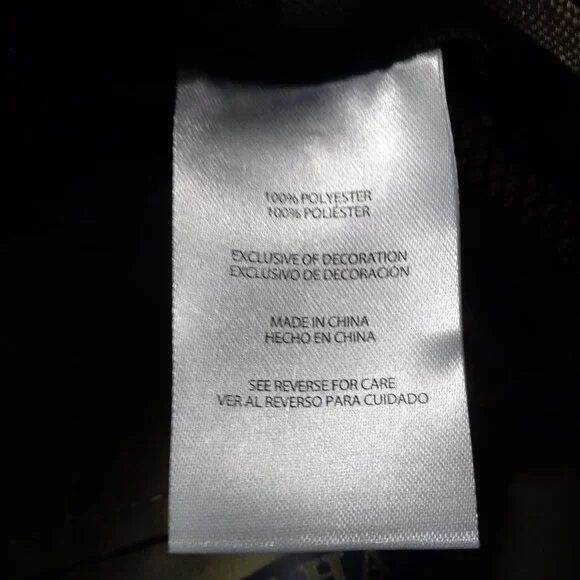 100% POLYESTER
100% POLIÉSTER
EXCLUSIVE OF DECORATION
EXCLUSIVO DE DECORACIÓN
MADE IN CHINA
HECHO EN CHINA
SEE REVERSE FOR CARE
VER AL REVERSO PARA CUIDADO